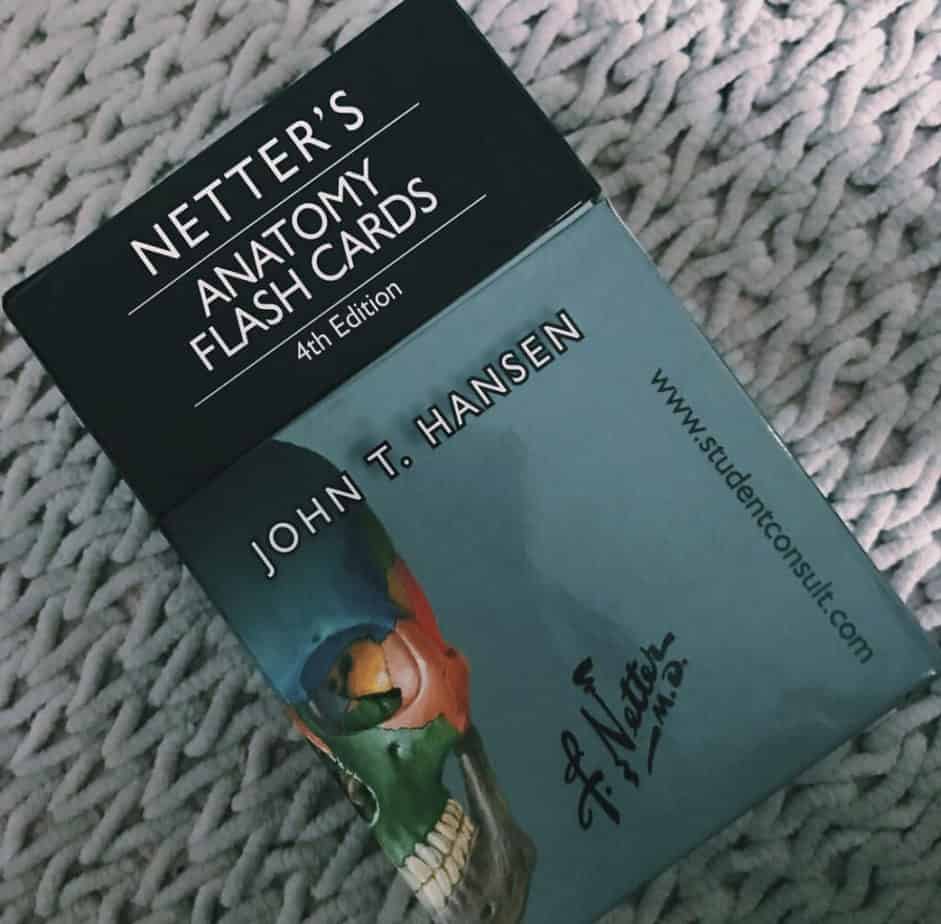 NETTER'S
ANATOMY
FLASH CARDS
4th Edition
JOHN T. HANSEN
www.studentconsult.com
F. Netter
M.D.